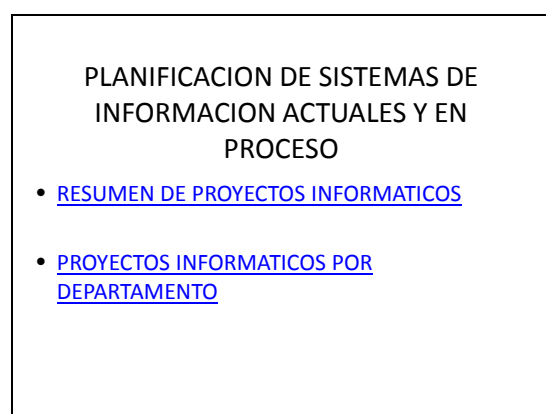 PLANIFICACION DE SISTEMAS DE
INFORMACION ACTUALES Y EN
PROCESO
• RESUMEN DE PROYECTOS INFORMATICOS
• PROYECTOS INFORMATICOS POR
DEPARTAMENTO